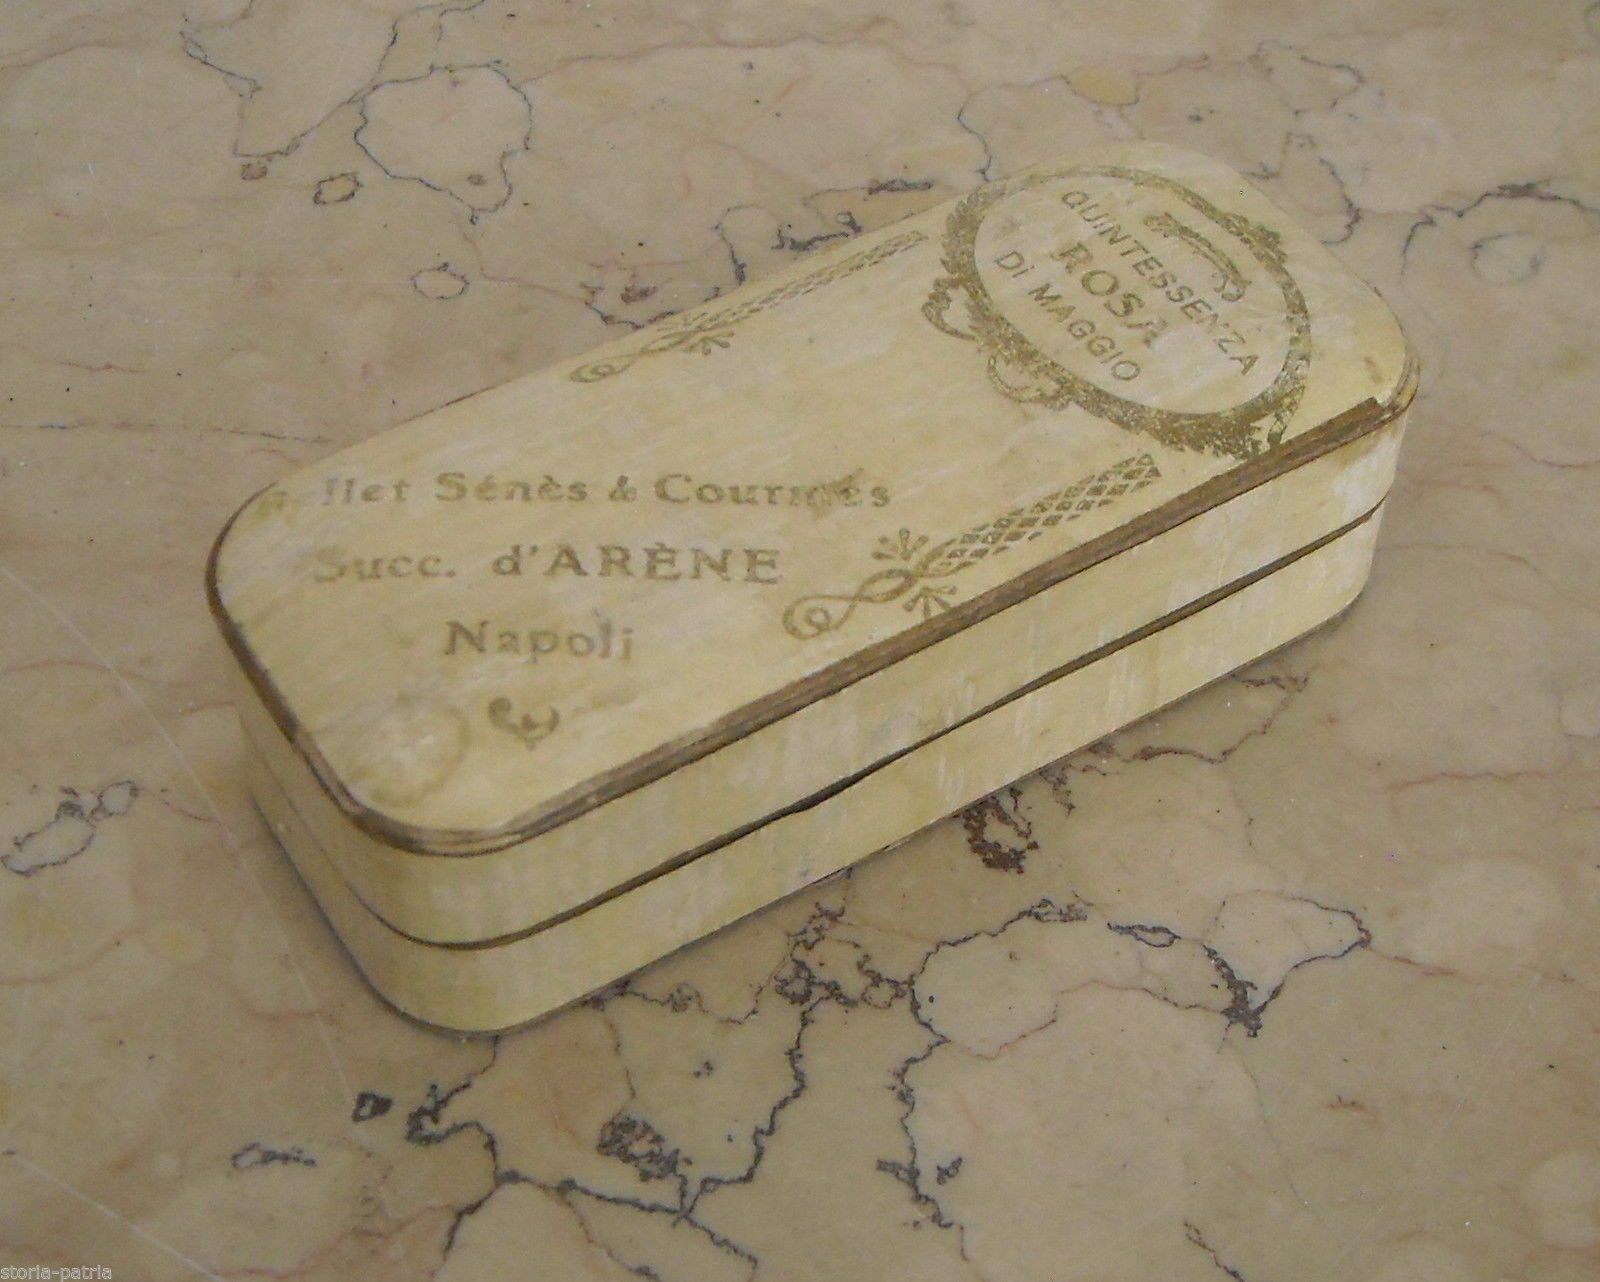 QUINTESSENZA
ROSA
DI MAGGIO
Sénès & Courmes
Succ. d'ARÈNE
Napoli
storia-patria